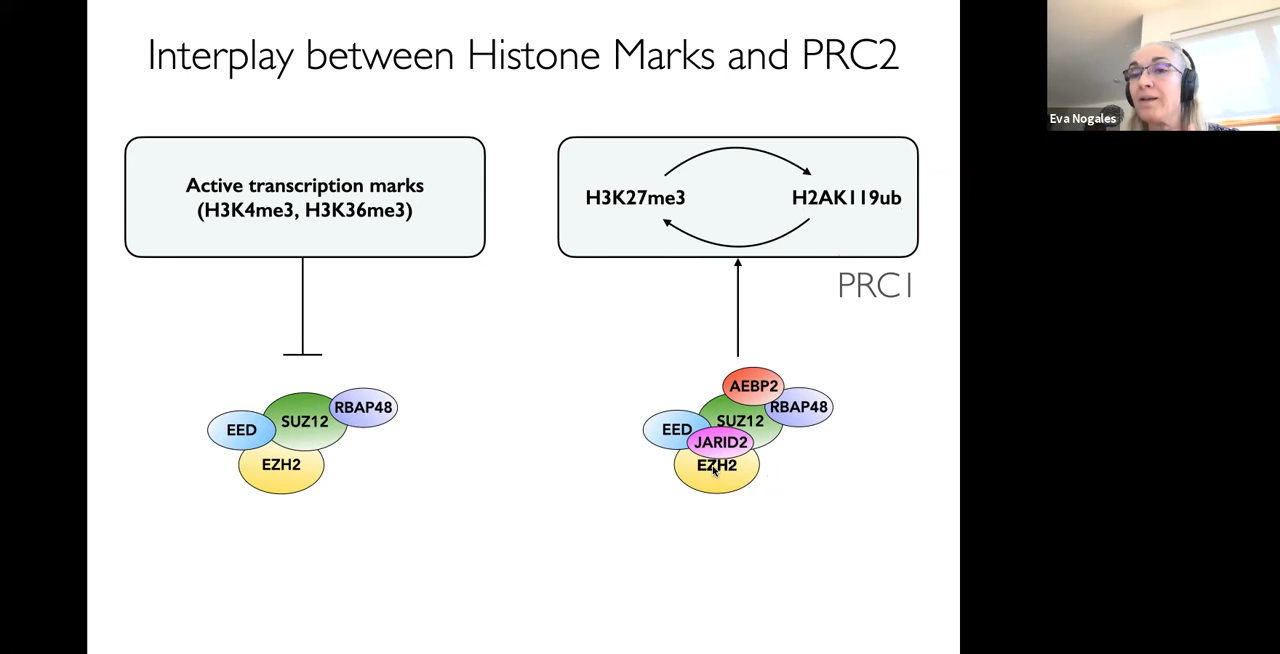 Interplay between Histone Marks and PRC2
Eva Nogales
Active transcription marks
(H3K4me3, H3K36me3)
H3K27me3
H2AK119ub
PRC1
EED
SUZ12
RBAP48
EZH2
AEBP2
EED
SUZ12
RBAP48
JARID2
EZH2